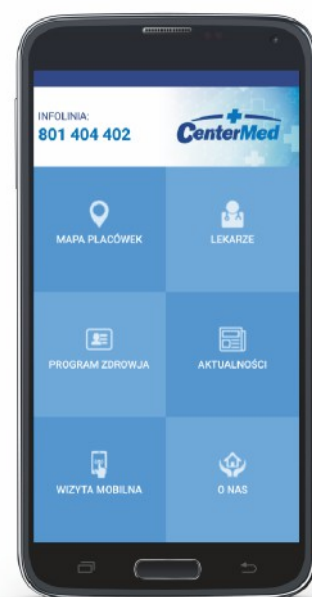 INFOLINIA:
801 404 402
CenterMed
MAPA PLACÓWEK
LEKARZE
PROGRAM ZDROWJA
AKTUALNOŚCI
WIZYTA MOBILNA
O NAS